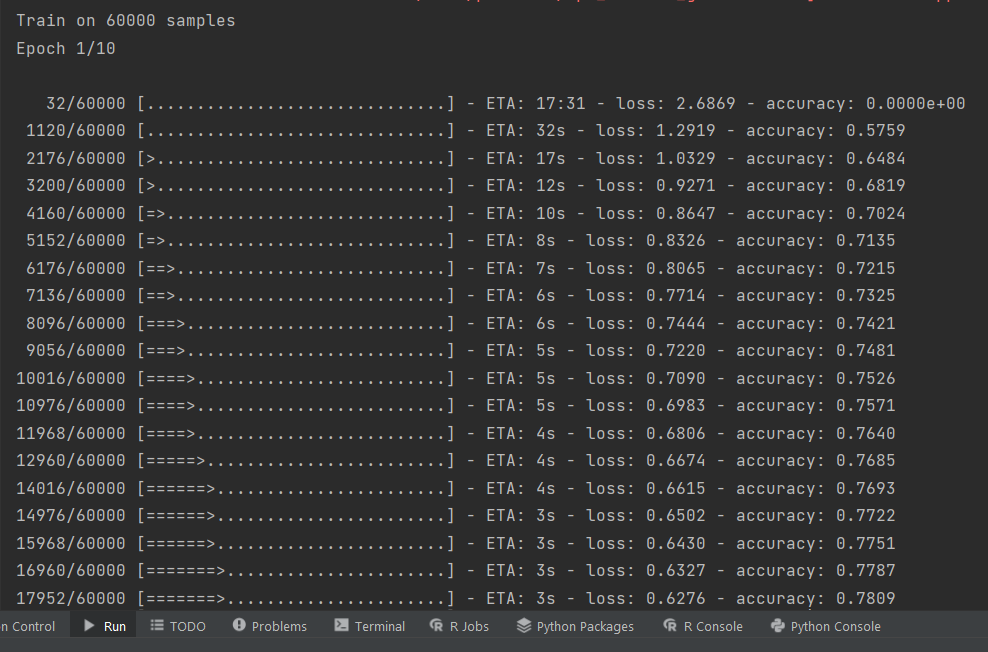 Train on 60000 samples
Epoch 1/10
32/60000 [..............................] - ETA: 17:31 - loss: 2.6869 - accuracy: 0.0000e+00
1120/60000 [..............................] - ETA: 32s - loss: 1.2919 - accuracy: 0.5759
2176/60000 [>.............................] - ETA: 17s - loss: 1.0329 - accuracy: 0.6484
3200/60000 [>.............................] - ETA: 12s - loss: 0.9271 - accuracy: 0.6819
4160/60000 [=>............................] - ETA: 10s - loss: 0.8647 - accuracy: 0.7024
5152/60000 [=>............................] - ETA: 8s - loss: 0.8326 - accuracy: 0.7135
6176/60000 [==>...........................] - ETA: 7s - loss: 0.8065 - accuracy: 0.7215
7136/60000 [==>...........................] - ETA: 6s - loss: 0.7714 - accuracy: 0.7325
8096/60000 [===>..........................] - ETA: 6s - loss: 0.7444 - accuracy: 0.7421
9056/60000 [===>..........................] - ETA: 5s - loss: 0.7220 - accuracy: 0.7481
10016/60000 [====>.........................] - ETA: 5s - loss: 0.7090 - accuracy: 0.7526
10976/60000 [====>.........................] - ETA: 5s - loss: 0.6983 - accuracy: 0.7571
11968/60000 [====>.........................] - ETA: 4s - loss: 0.6806 - accuracy: 0.7640
12960/60000 [=====>........................] - ETA: 4s - loss: 0.6674 - accuracy: 0.7685
14016/60000 [======>.......................] - ETA: 4s - loss: 0.6615 - accuracy: 0.7693
14976/60000 [======>.......................] - ETA: 3s - loss: 0.6502 - accuracy: 0.7722
15968/60000 [======>.......................] - ETA: 3s - loss: 0.6430 - accuracy: 0.7751
16960/60000 [=======>......................] - ETA: 3s - loss: 0.6327 - accuracy: 0.7787
17952/60000 [=======>......................] - ETA: 3s - loss: 0.6276 - accuracy: 0.7809
n Control Run TODO Problems Terminal R Jobs Python Packages R Console Python Console